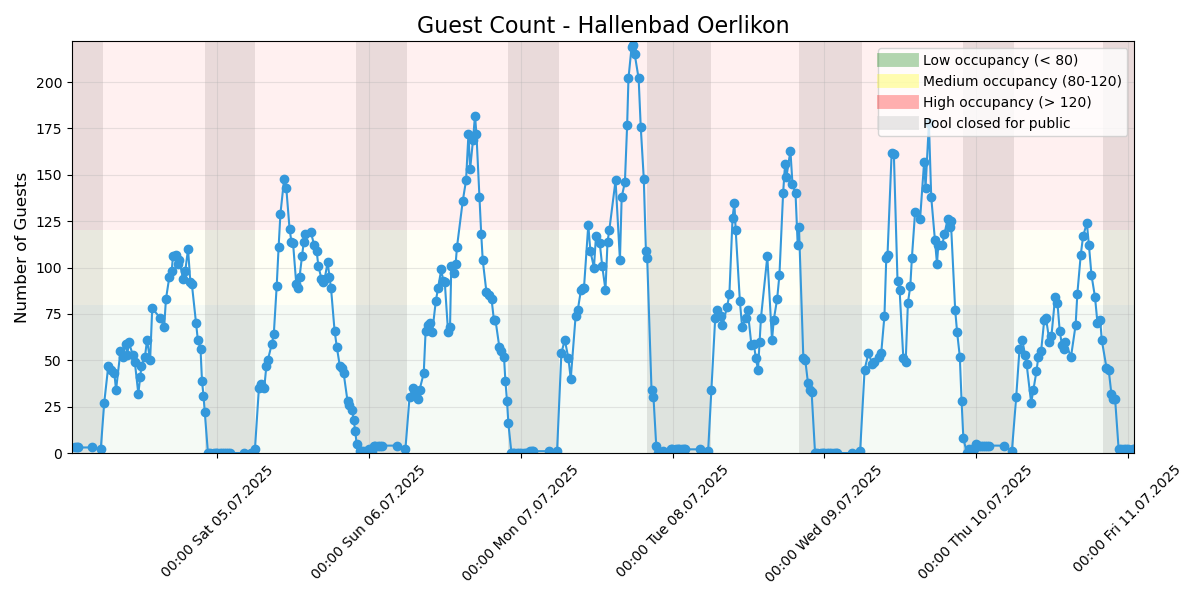 Guest Count - Hallenbad Oerlikon
Number of Guests
200
175
150
125
100
75
50
25
0
Low occupancy (< 80)
Medium occupancy (80-120)
High occupancy (> 120)
Pool closed for public
00:00 Sat 05.07.2025
00:00 Sun 06.07.2025
00:00 Mon 07.07.2025
00:00 Tue 08.07.2025
00:00 Wed 09.07.2025
00:00 Thu 10.07.2025
00:00 Fri 11.07.2025